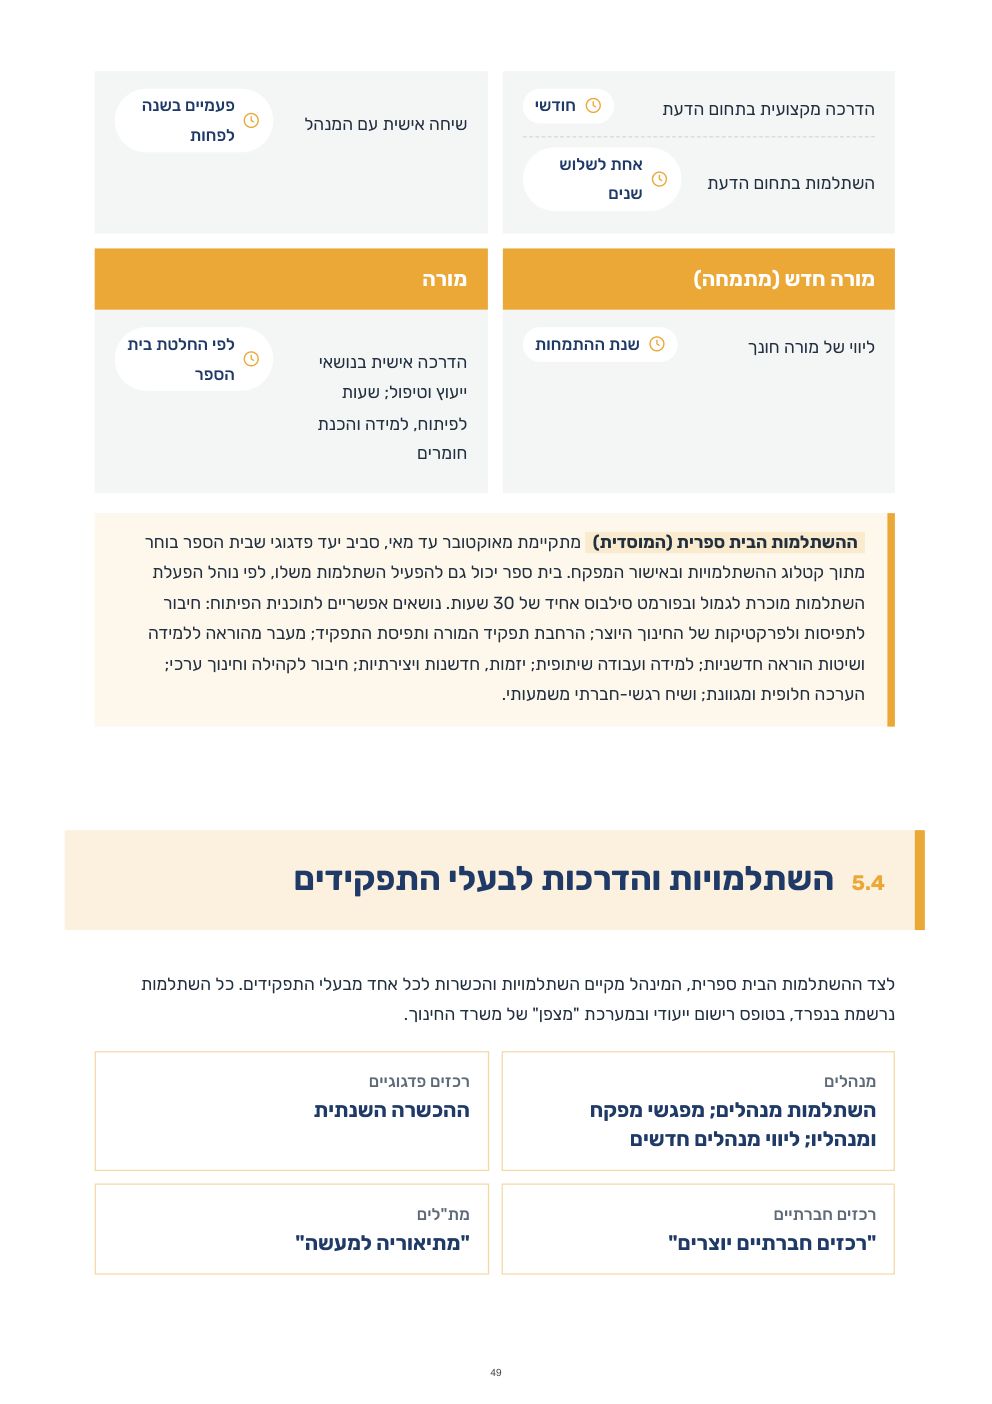 הדרכה מקצועית בתחום הדעת
חודשי
השתלמות בתחום הדעת
אחת לשלוש
שנים
שיחה אישית עם המנהל
פעמיים בשנה
לפחות
מורה חדש (מתמחה)
ליווי של מורה חונך
שנת ההתמחות
מורה
הדרכה אישית בנושאי
ייעוץ וטיפול; שעות
לפיתוח, למידה והכנת
חומרים
לפי החלטת בית
הספר
ההשתלמות הבית ספרית (המוסדית) מתקיימת מאוקטובר עד מאי, סביב יעד פדגוגי שבית הספר בוחר
מתוך קטלוג ההשתלמויות ובאישור המפקח. בית ספר יכול גם להפעיל השתלמות משלו, לפי נוהל הפעלת
השתלמות מוכרת לגמול ובפורמט סילבוס אחיד של 30 שעות. נושאים אפשריים לתוכנית הפיתוח: חיבור
לתפיסות ולפרקטיקות של החינוך היוצר; הרחבת תפקיד המורה ותפיסת התפקיד; מעבר מהוראה ללמידה
ושיטות הוראה חדשניות; למידה ועבודה שיתופית; יזמות, חדשנות ויצירתיות; חיבור לקהילה וחינוך ערכי;
הערכה חלופית ומגוונת; ושיח רגשי-חברתי משמעותי.
5.4 השתלמויות והדרכות לבעלי התפקידים
לצד ההשתלמות הבית ספרית, המינהל מקיים השתלמויות והכשרות לכל אחד מבעלי התפקידים. כל השתלמות
נרשמת בנפרד, בטופס רישום ייעודי ובמערכת "מצפן" של משרד החינוך.
מנהלים
השתלמות מנהלים; מפגשי מפקח
ומנהליו; ליווי מנהלים חדשים
רכזים פדגוגיים
ההכשרה השנתית
רכזים חברתיים
"רכזים חברתיים יוצרים"
מת"לים
"מתיאוריה למעשה"
49